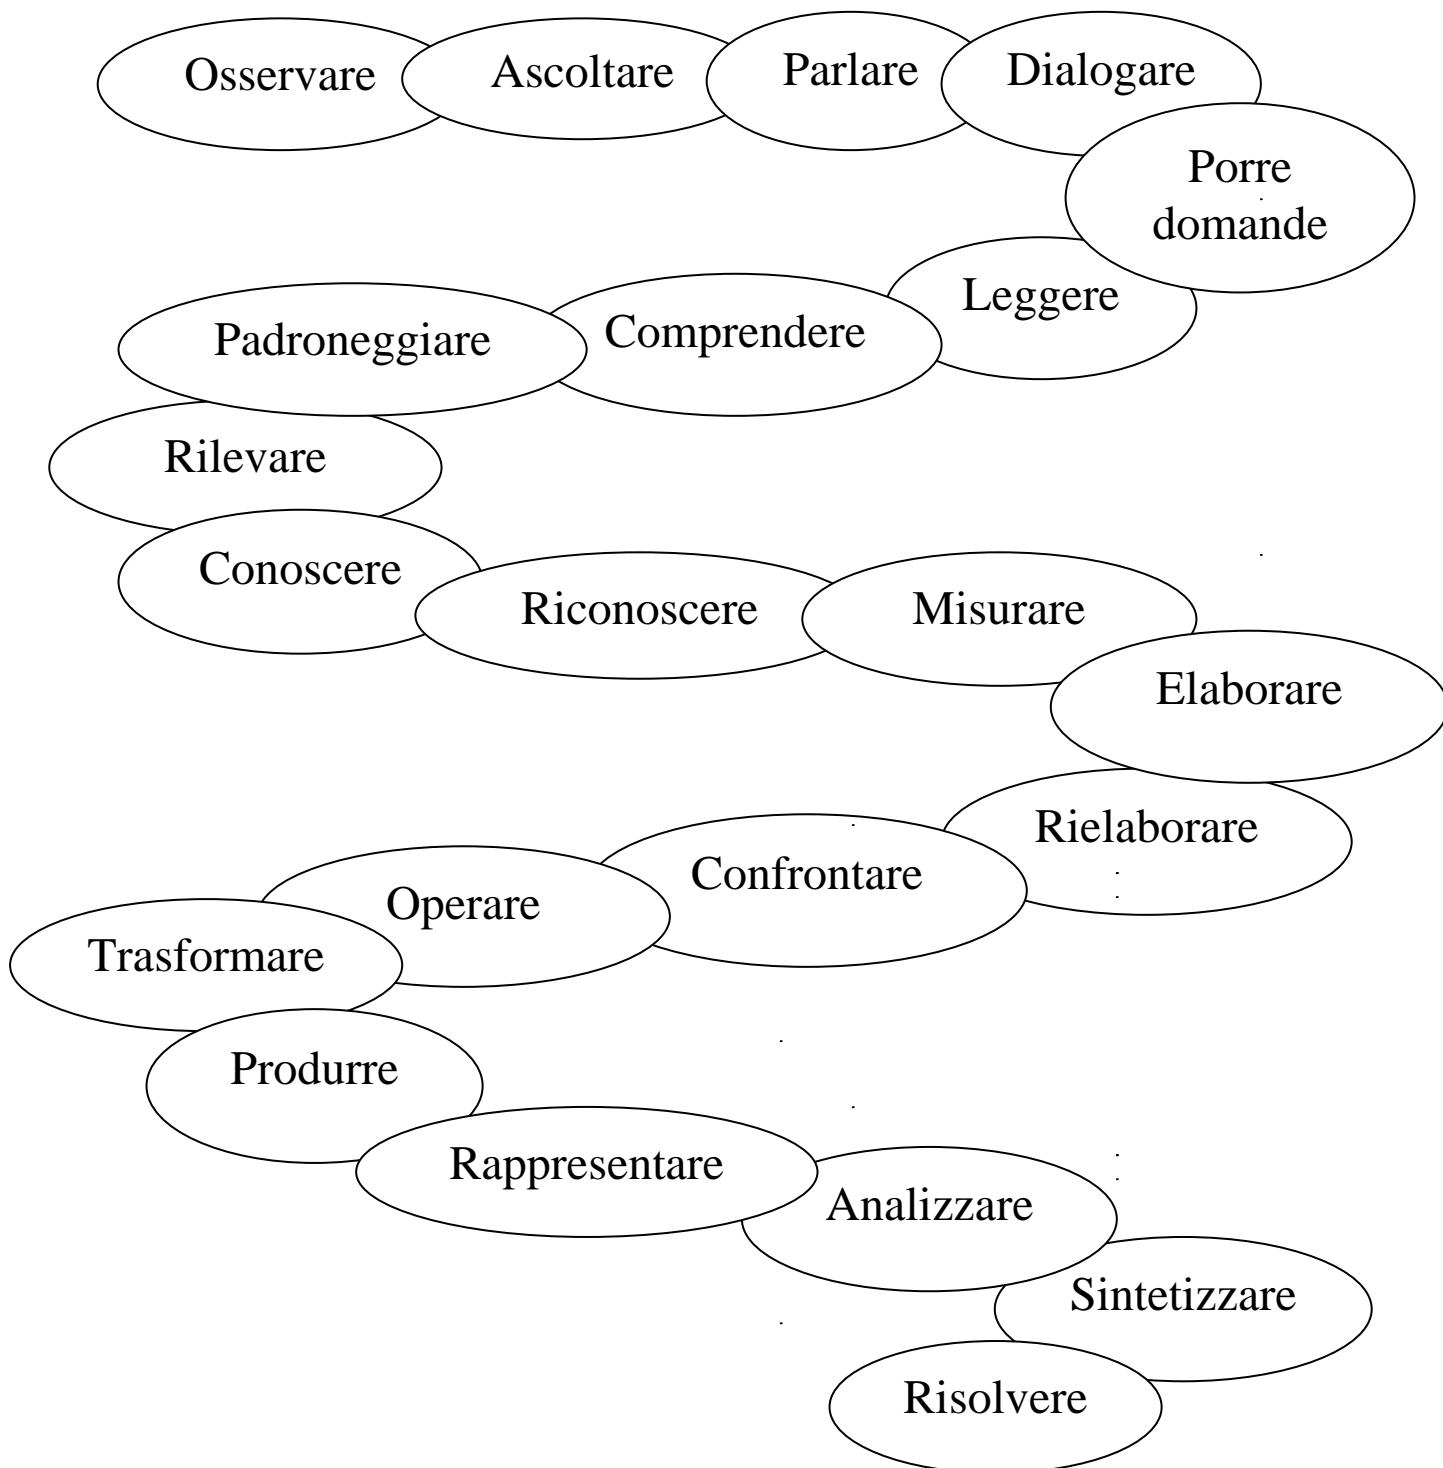 Osservare
Ascoltare
Parlare
Dialogare
Porre
domande
Leggere
Comprendere
Padroneggiare
Rilevare
Conoscere
Riconoscere
Misurare
Elaborare
Rielaborare
Confrontare
Operare
Trasformare
Produrre
Rappresentare
Analizzare
Sintetizzare
Risolvere